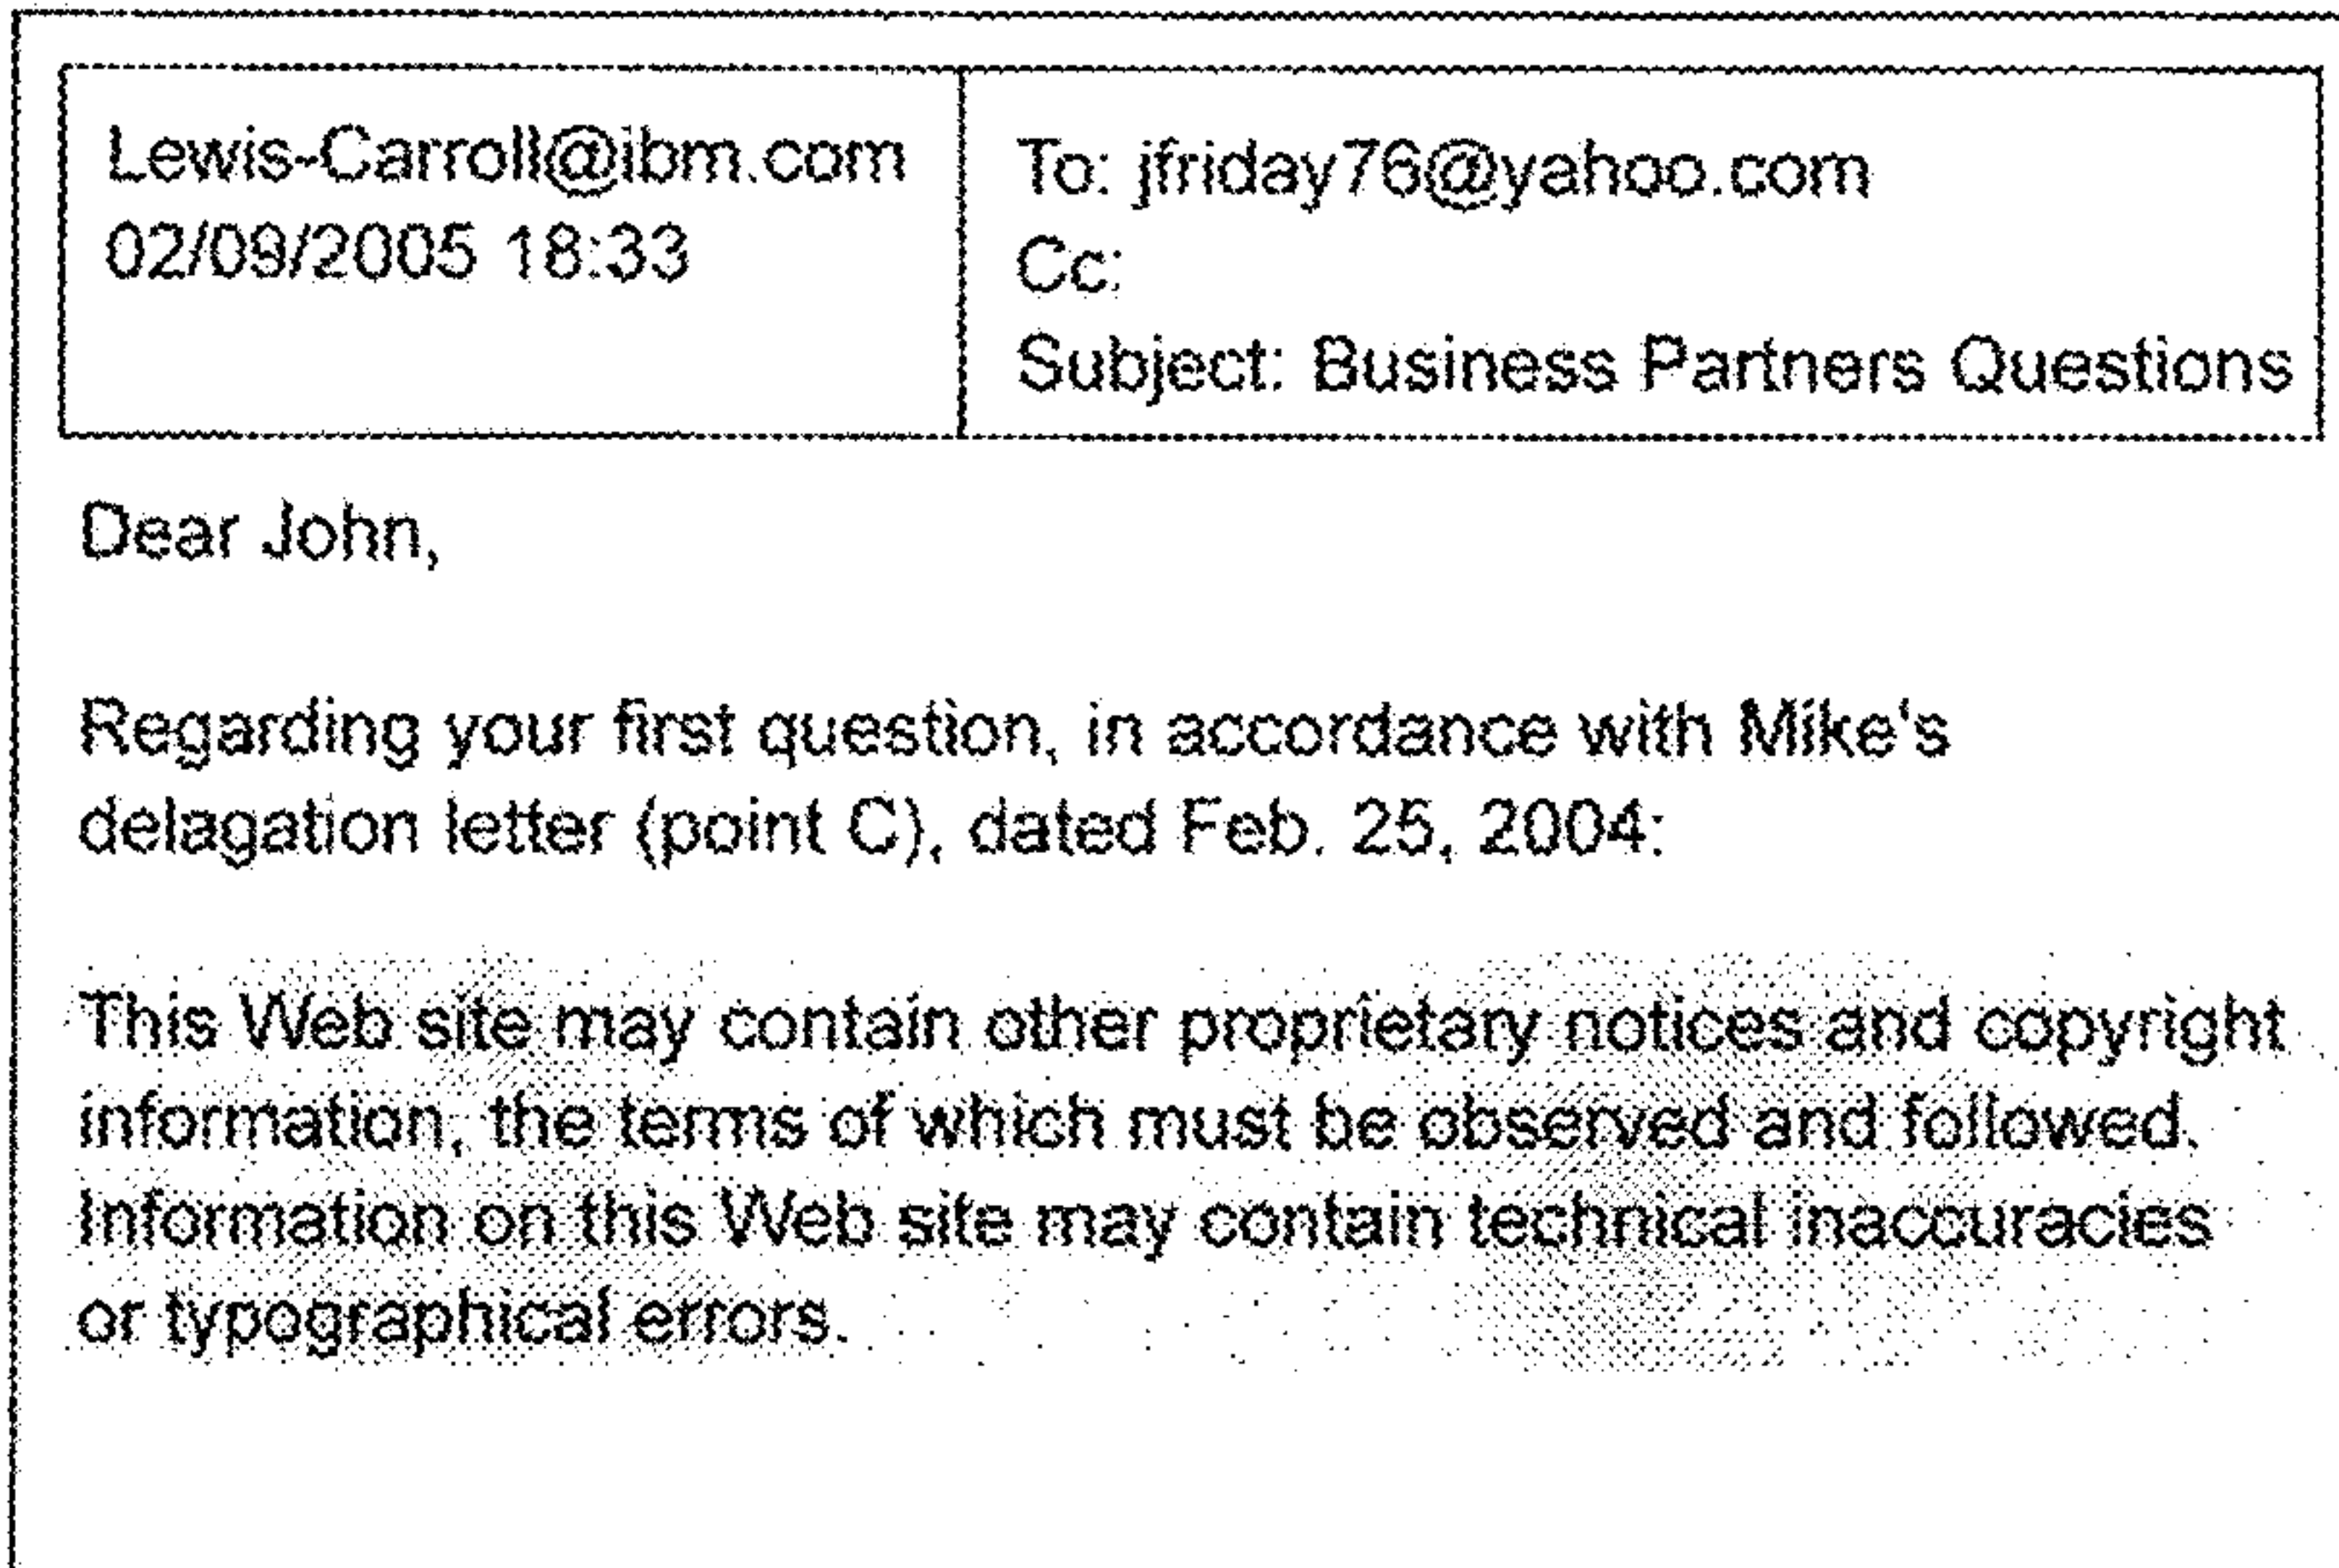 Lewis-Carroll@ibm.com
02/09/2005 18:33
To: jfriday76@yahoo.com
Cc:
Subject: Business Partners Questions
Dear John,
Regarding your first question, in accordance with Mike's
delagation letter (point C), dated Feb. 25, 2004:
This Web site may contain other proprietary notices and copyright
information, the terms of which must be observed and followed.
Information on this Web site may contain technical inaccuracies
or typographical errors.